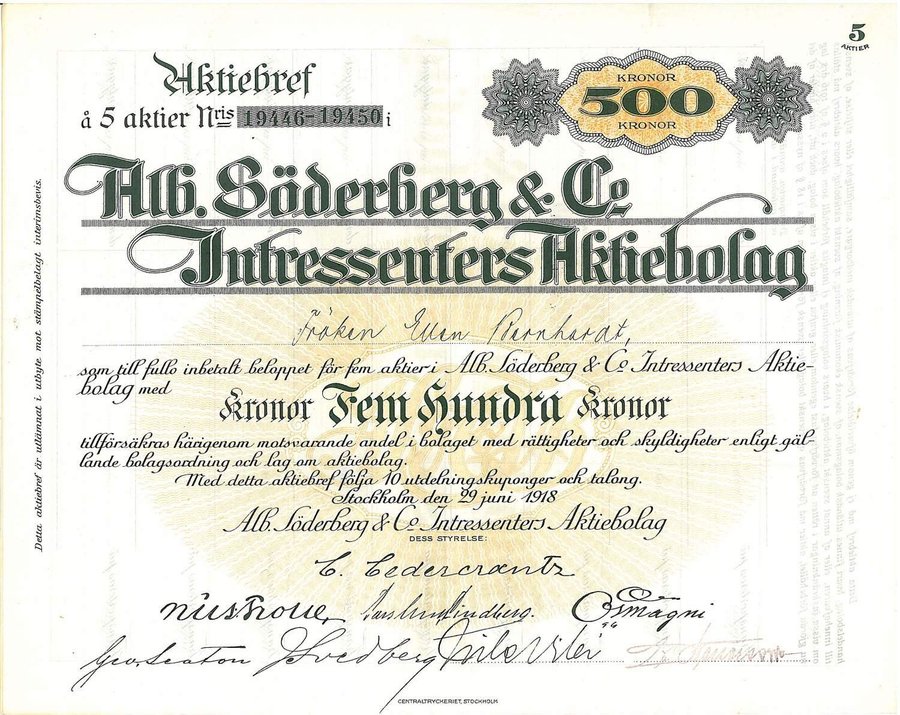 5
AKTIER
Aktiebref
å 5 aktier Nris 19446-19450 i
KRONOR
500
KRONOR
Alb. Söderberg & Co
Intressenters Aktiebolag
Fröken Ellen Bernhardt,
som till fullo inbetalt beloppet för fem aktier i Alb. Söderberg & Co Intressenters Aktie-
bolag med
Kronor Fem Hundra Kronor
tillförsäkras härigenom motsvarande andel i bolaget med rättigheter och skyldigheter enligt gäl-
lande bolagsordning och lag om aktiebolag.
Med detta aktiebref följa 10 utdelningskuponger och talong.
Stockholm den 29 juni 1918
Alb. Söderberg & Co Intressenters Aktiebolag
DESS STYRELSE:
C. Cedercrantz
Lindberg.
Geo. Seaton J Svedberg
CENTRALTRYCKERIET, STOCKHOLM
Detta aktiebref är utlämnat i utbyte mot stämpelbelagt interimsbevis.